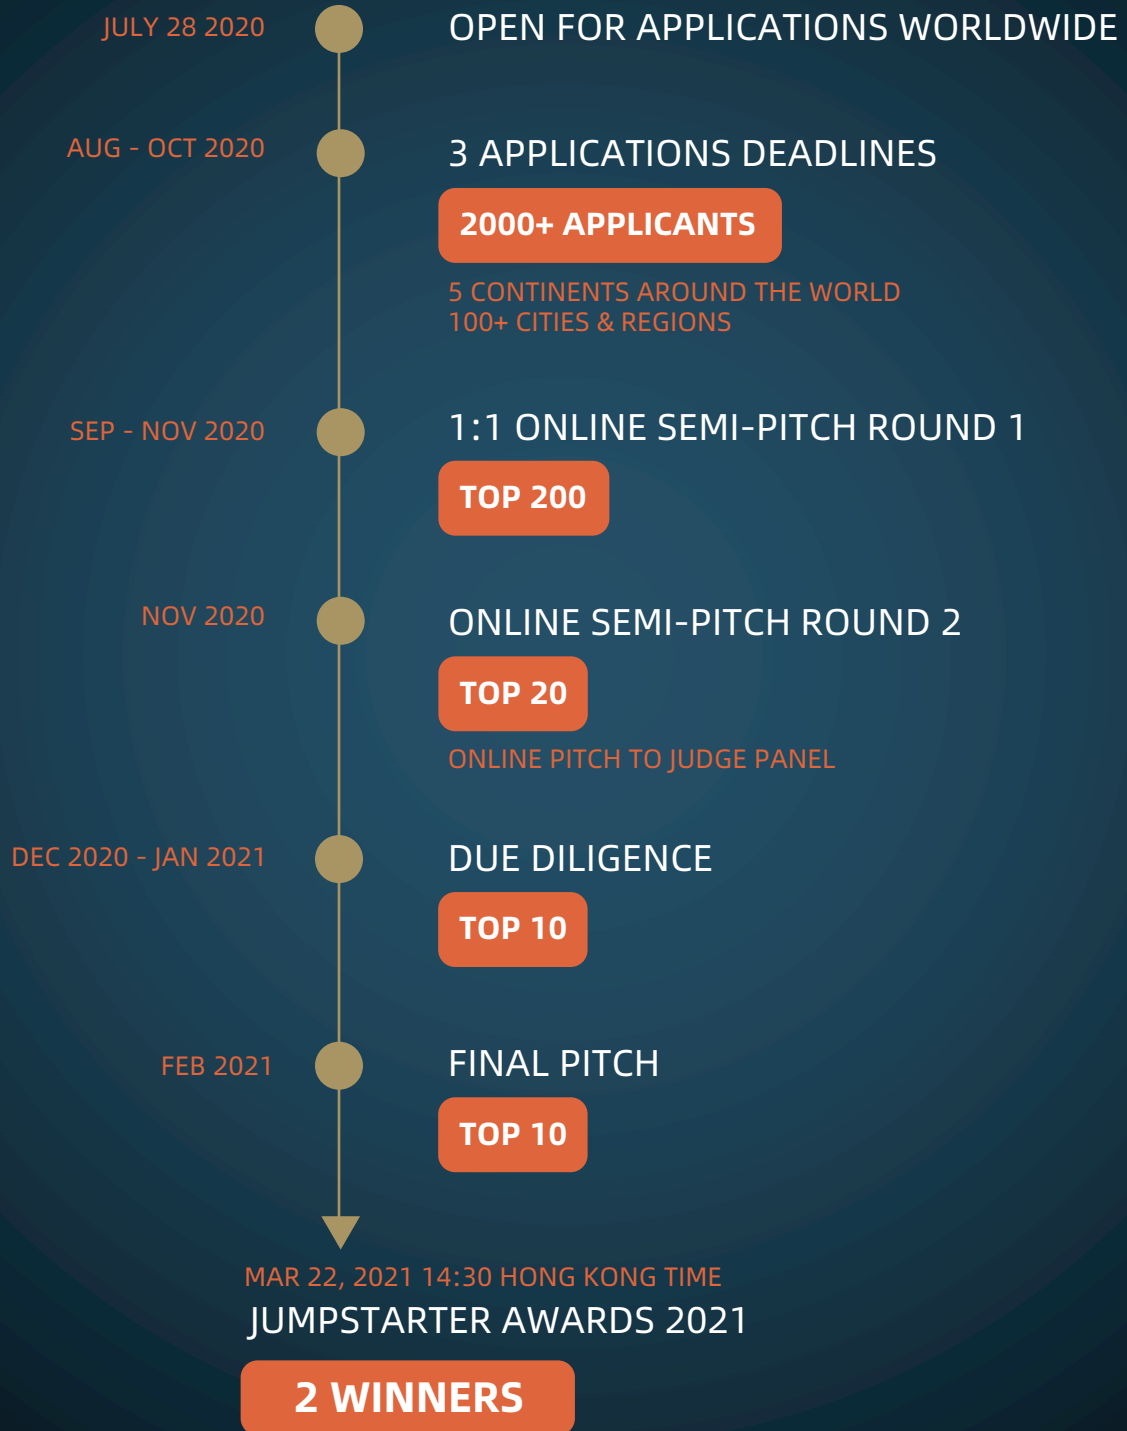 JULY 28 2020
OPEN FOR APPLICATIONS WORLDWIDE
AUG - OCT 2020
3 APPLICATIONS DEADLINES
2000+ APPLICANTS
5 CONTINENTS AROUND THE WORLD
100+ CITIES & REGIONS
SEP - NOV 2020
1:1 ONLINE SEMI-PITCH ROUND 1
TOP 200
NOV 2020
ONLINE SEMI-PITCH ROUND 2
TOP 20
ONLINE PITCH TO JUDGE PANEL
DEC 2020 - JAN 2021
DUE DILIGENCE
TOP 10
FEB 2021
FINAL PITCH
TOP 10
MAR 22, 2021 14:30 HONG KONG TIME
JUMPSTARTER AWARDS 2021
2 WINNERS